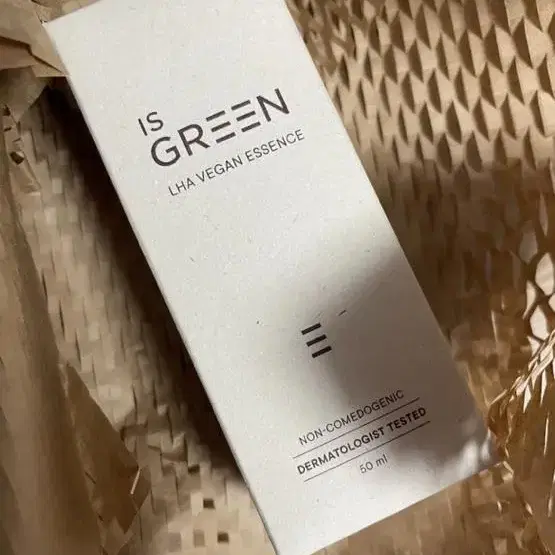 IS
GREEN
LHA VEGAN ESSENCE
NON-COMEDOGENIC
DERMATOLOGIST TESTED
50 ml